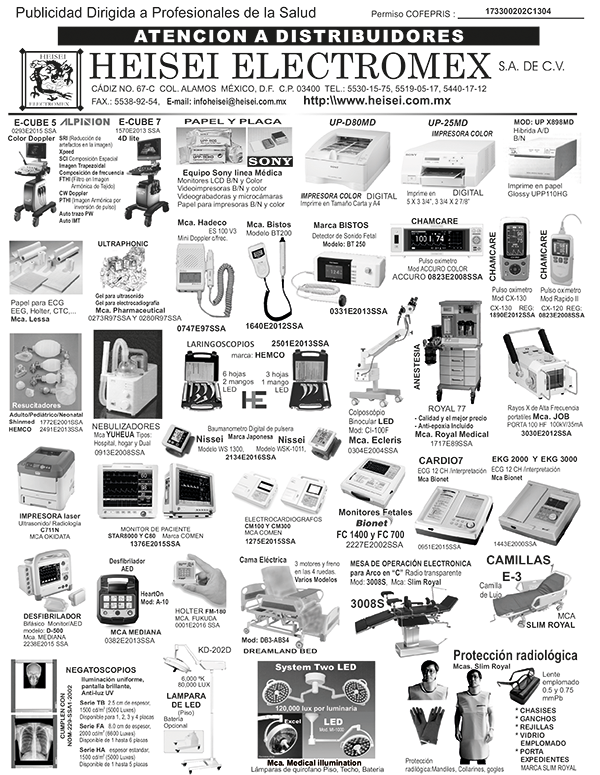 Publicidad Dirigida a Profesionales de la Salud
Permiso COFEPRIS : 173300202C1304
ATENCION A DISTRIBUIDORES
HEISEI
ELECTROMEX
HEISEI ELECTROMEX S.A. DE C.V.
CÁDIZ NO. 67-C COL. ALAMOS MÉXICO, D.F. C.P. 03400 TEL.: 5530-15-75, 5519-05-17, 5440-17-12
FAX.: 5538-92-54, E-mail: infoheisei@heisei.com.mx http:\\www.heisei.com.mx
E-CUBE 5 ALPINION E-CUBE 7
0293E2015 SSA 1570E2013 SSA
Color Doppler
4D lite
SRI (Reducción de
artefactos en la imagen)
Xpeed
SCI Composición Espacial
Imagen Trapezoidal
Composición de frecuencia
FTHI (Filtro en Imagen
Armónica de Tejido)
CW Doppler
PTHI (Imagen Armónica por
inversión de pulso)
Auto trazo PW
Auto IMT
PAPEL Y PLACA
SONY
Equipo Sony línea Médica
Monitores LCD B/N y Color
Videoimpresoras B/N y color
Videograbadoras y microcámaras
Papel para impresoras B/N y color
UP-D80MD
IMPRESORA COLOR DIGITAL
Imprime en Tamaño Carta y A4
UP-25MD
IMPRESORA COLOR
DIGITAL
Imprime en
5 X 3 3/4", 3 3/4 X 2 7/8"
MOD: UP X898MD
Hibrida A/D
B/N
Imprime en papel
Glossy UPP110HG
Papel para ECG
EEG, Holter, CTC,...
Mca. Lessa
ULTRAPHONIC
Gel para ultrasonido
Gel para electrocardiografía
Mca. Pharmaceutical
0273R97SSA Y 0280R97SSA
Mca. Hadeco
ES 100 V3
Mini Doppler c/frec.
0747E97SSA
Mca. Bistos
Modelo BT200
1640E2012SSA
Marca BISTOS
Detector de Sonido Fetal
Modelo: BT 250
0331E2013SSA
CHAMCARE
Pulso oximetro
Mod ACCURO COLOR
ACCURO 0823E2008SSA
CHAMCARE
Pulso oximetro
Mod CX-130
CX-130 REG:
1890E2012SSA
CHAMCARE
Pulso oximetro
Mod Rapido II
CX-120 REG:
0823E2008SSA
Resucitadores
Adulto/Pediátrico/Neonatal
Shinmed 1772E2001SSA
HEMCO 2491E2013SSA
NEBULIZADORES
Mca YUHEUA Tipos:
Hospital, hogar y Dual
0913E2008SSA
LARINGOSCOPIOS 2501E2013SSA
marca: HEMCO
6 hojas
2 mangos
LED
3 hojas
1 mango
LED
HE
Baumanometro Digital de pulsera
Nissei Marca Japonesa Nissei
Modelo WS 1300, Modelo WSK-1011,
2134E2016SSA
Colposcópio
Binocular LED
Mod: CI-100F
Mca. Ecleris
0304E2004SSA
ANESTESIA
ROYAL 77
- Calidad y el mejor precio
- Anti-epoxia Incluido
Mca. Royal Medical
1717E89SSA
Rayos X de Alta Frecuencia
portatiles Mca. JOB
PORTA 100 HF 100kV/35mA
3030E2012SSA
IMPRESORA láser
Ultrasonido/ Radiología
C711N
MCA OKIDATA
MONITOR DE PACIENTE
STAR8000 Y C80 Marca COMEN
1376E2015SSA
ELECTROCARDIOGRAFOS
CM100 Y CM300
MCA COMEN
1275E2015SSA
Monitores Fetales
Bionet
FC 1400 y FC 700
2227E2002SSA
CARDIO7
ECG 12 CH /interpretación
Mca Bionet
0951E2015SSA
EKG 2000 Y EKG 3000
ECG 12 CH /Interpretación
Mca Bionet
1443E2000SSA
DESFIBRILADOR
Bifásico Monitor/AED
modelo: D-500
Mca. MEDIANA
2238E2015 SSA
Desfibrilador
AED
HeartOn
Mod: A-10
MCA MEDIANA
0382E2013SSA
HOLTER FM-180
MCA. FUKUDA
0001E2016 SSA
Cama Eléctrica
3 motores y freno
en las 4 ruedas.
Varios Modelos
Mod: DB3-AB54
DREAMLAND BED
MESA DE OPERACIÓN ELECTRONICA
para Arco en "C" Radio transparente
Mod: 3008S, Mca: Slim Royal
3008S
CAMILLAS
E-3
Camilla
de Lujo
MCA
SLIM ROYAL
CUMPLEN CON
NOM-229-SSA1-2002
NEGATOSCOPIOS
Iluminación uniforme,
pantalla brillante,
Anti-luz UV
Serie TB 2.5 cm de espesor,
1500 cd/m² (5000 Luxes)
Disponible para 1, 2, 3 y 4 placas
Serie FA 8.0 cm de espesor,
2000 cd/m² (6600 Luxes)
Disponible de 1 hasta 6 placas
Serie HA espesor estandar,
1500 cd/m² (5000 Luxes)
Disponible de 1 hasta 5 placas
KD-202D
6,000 °K
80,000 LUX
LAMPARA
DE LED
(Piso)
Batería
Opcional
System Two LED
120,000 lux por luminaria
Excel
LED
Mod. MI-1000
Mca. Medical illumination
Lámparas de quirofano Piso, Techo, Batería
Protección radiológica
Mcas. Slim Royal
Lente
emplomado
0.5 y 0.75
mmPb
* CHASISES
* GANCHOS
* REJILLAS
* VIDRIO
EMPLOMADO
* PORTA
EXPEDIENTES
MARCA SLIM ROYAL
Protección
radiológica:Mandiles, Collarines, gogles